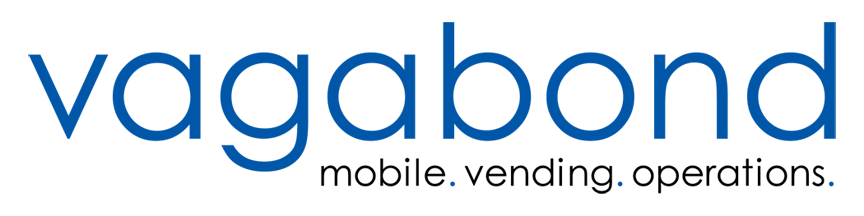 vagabond
mobile. vending. operations.